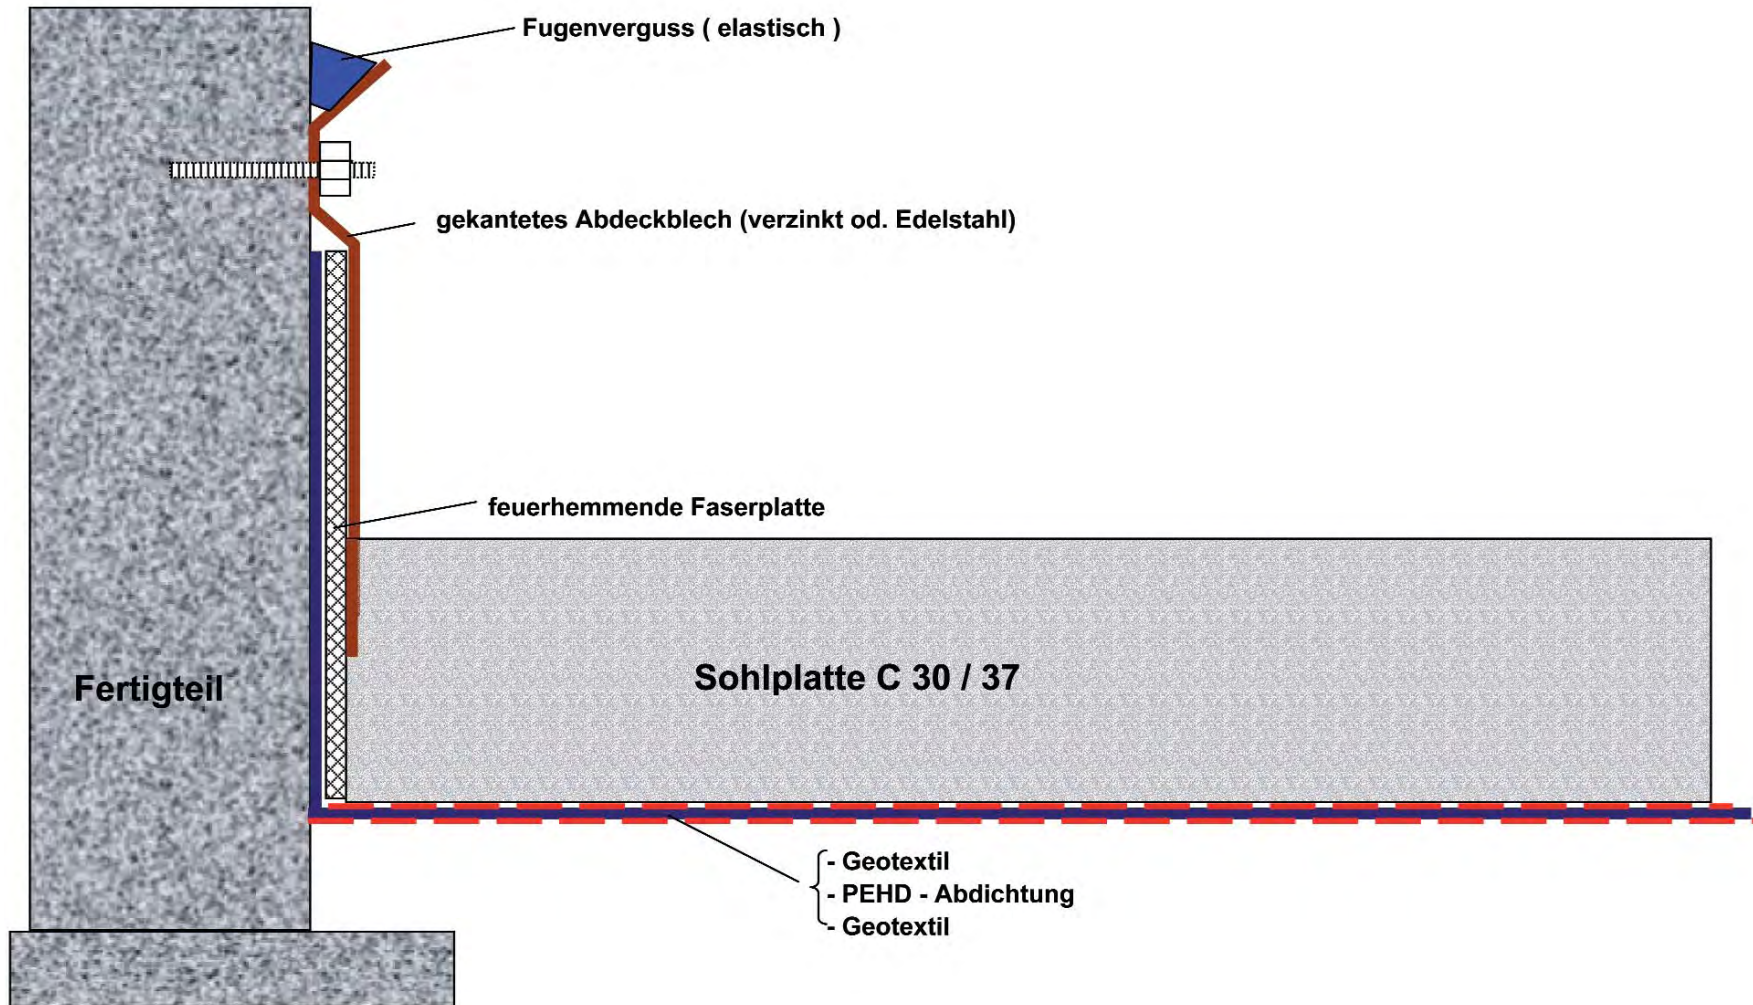 Fugenverguss ( elastisch )
gekantetes Abdeckblech (verzinkt od. Edelstahl)
feuerhemmende Faserplatte
Fertigteil
Sohlplatte C 30 / 37
- Geotextil
- PEHD - Abdichtung
- Geotextil